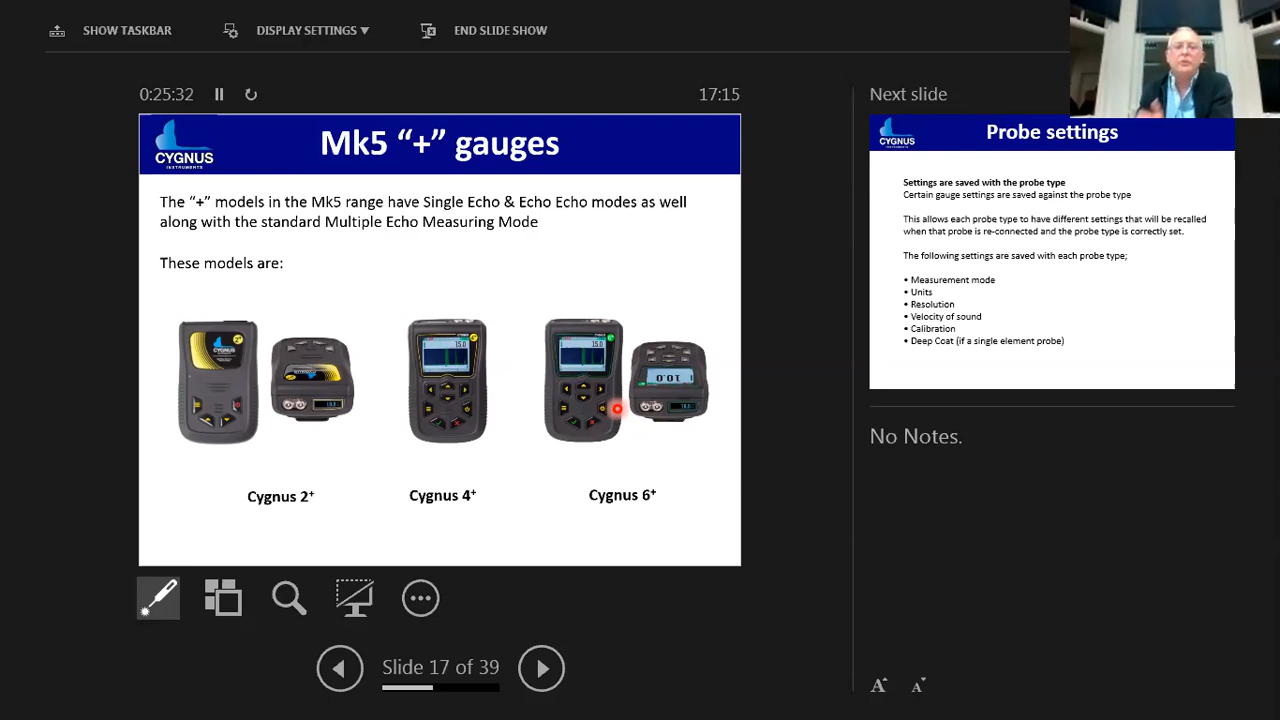 SHOW TASKBAR
DISPLAY SETTINGS ▼
END SLIDE SHOW
0:25:32
17:15
Next slide
CYGNUS
INSTRUMENTS
Mk5 “+” gauges
The “+” models in the Mk5 range have Single Echo & Echo Echo modes as well
along with the standard Multiple Echo Measuring Mode
These models are:
15.0
15.0
10.0
Cygnus 2+
Cygnus 4+
Cygnus 6+
CYGNUS
INSTRUMENTS
Probe settings
Settings are saved with the probe type
Certain gauge settings are saved against the probe type
This allows each probe type to have different settings that will be recalled
when that probe is re-connected and the probe type is correctly set.
The following settings are saved with each probe type;
• Measurement mode
• Units
• Resolution
• Velocity of sound
• Calibration
• Deep Coat (if a single element probe)
No Notes.
Slide 17 of 39
A A